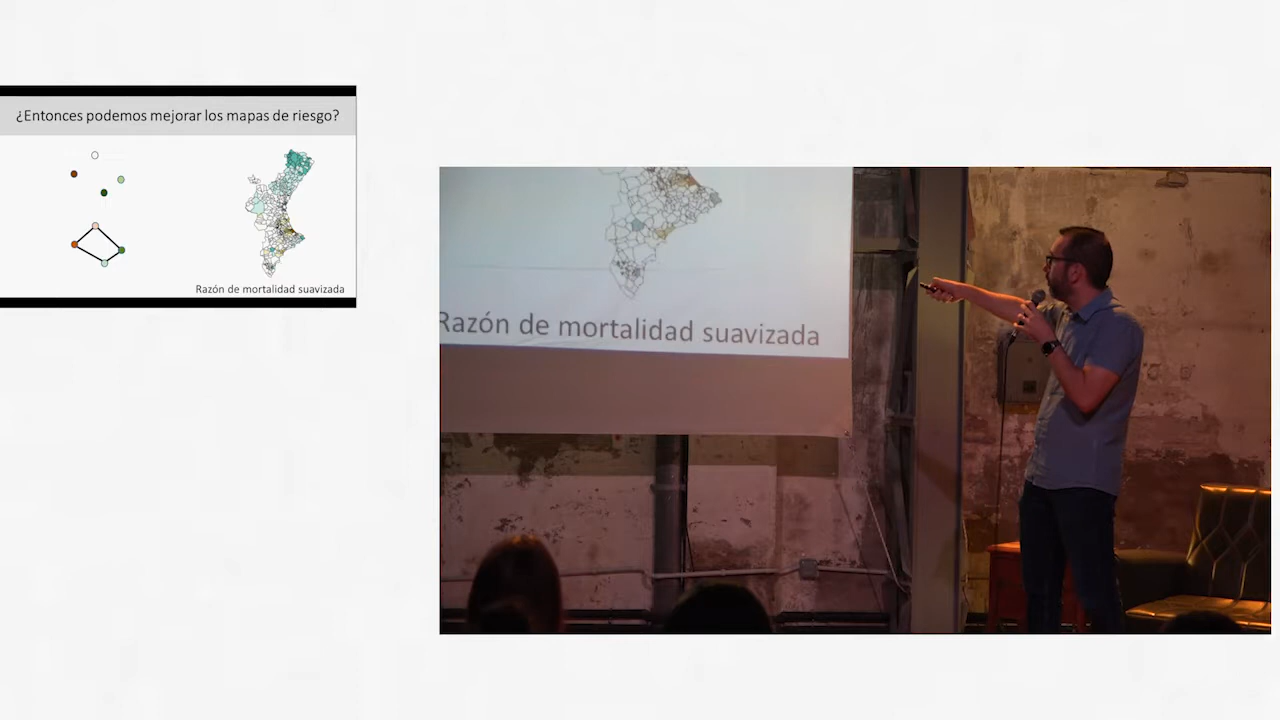 ¿Entonces podemos mejorar los mapas de riesgo?
Razón de mortalidad suavizada
Razón de mortalidad suavizada